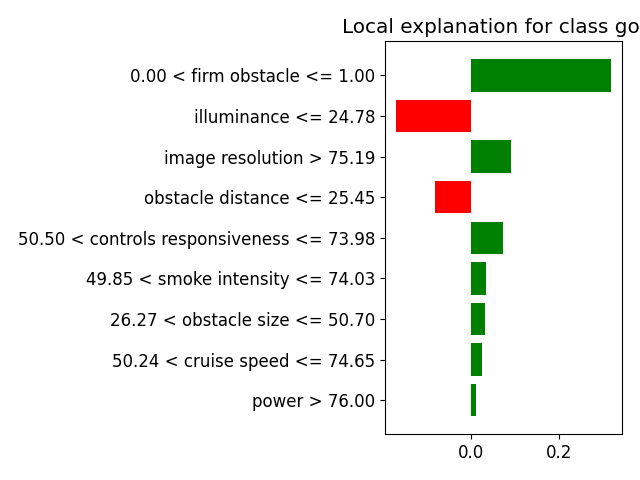 Local explanation for class go
0.00 < firm obstacle <= 1.00
illuminance <= 24.78
image resolution > 75.19
obstacle distance <= 25.45
50.50 < controls responsiveness <= 73.98
49.85 < smoke intensity <= 74.03
26.27 < obstacle size <= 50.70
50.24 < cruise speed <= 74.65
power > 76.00
0.0 0.2